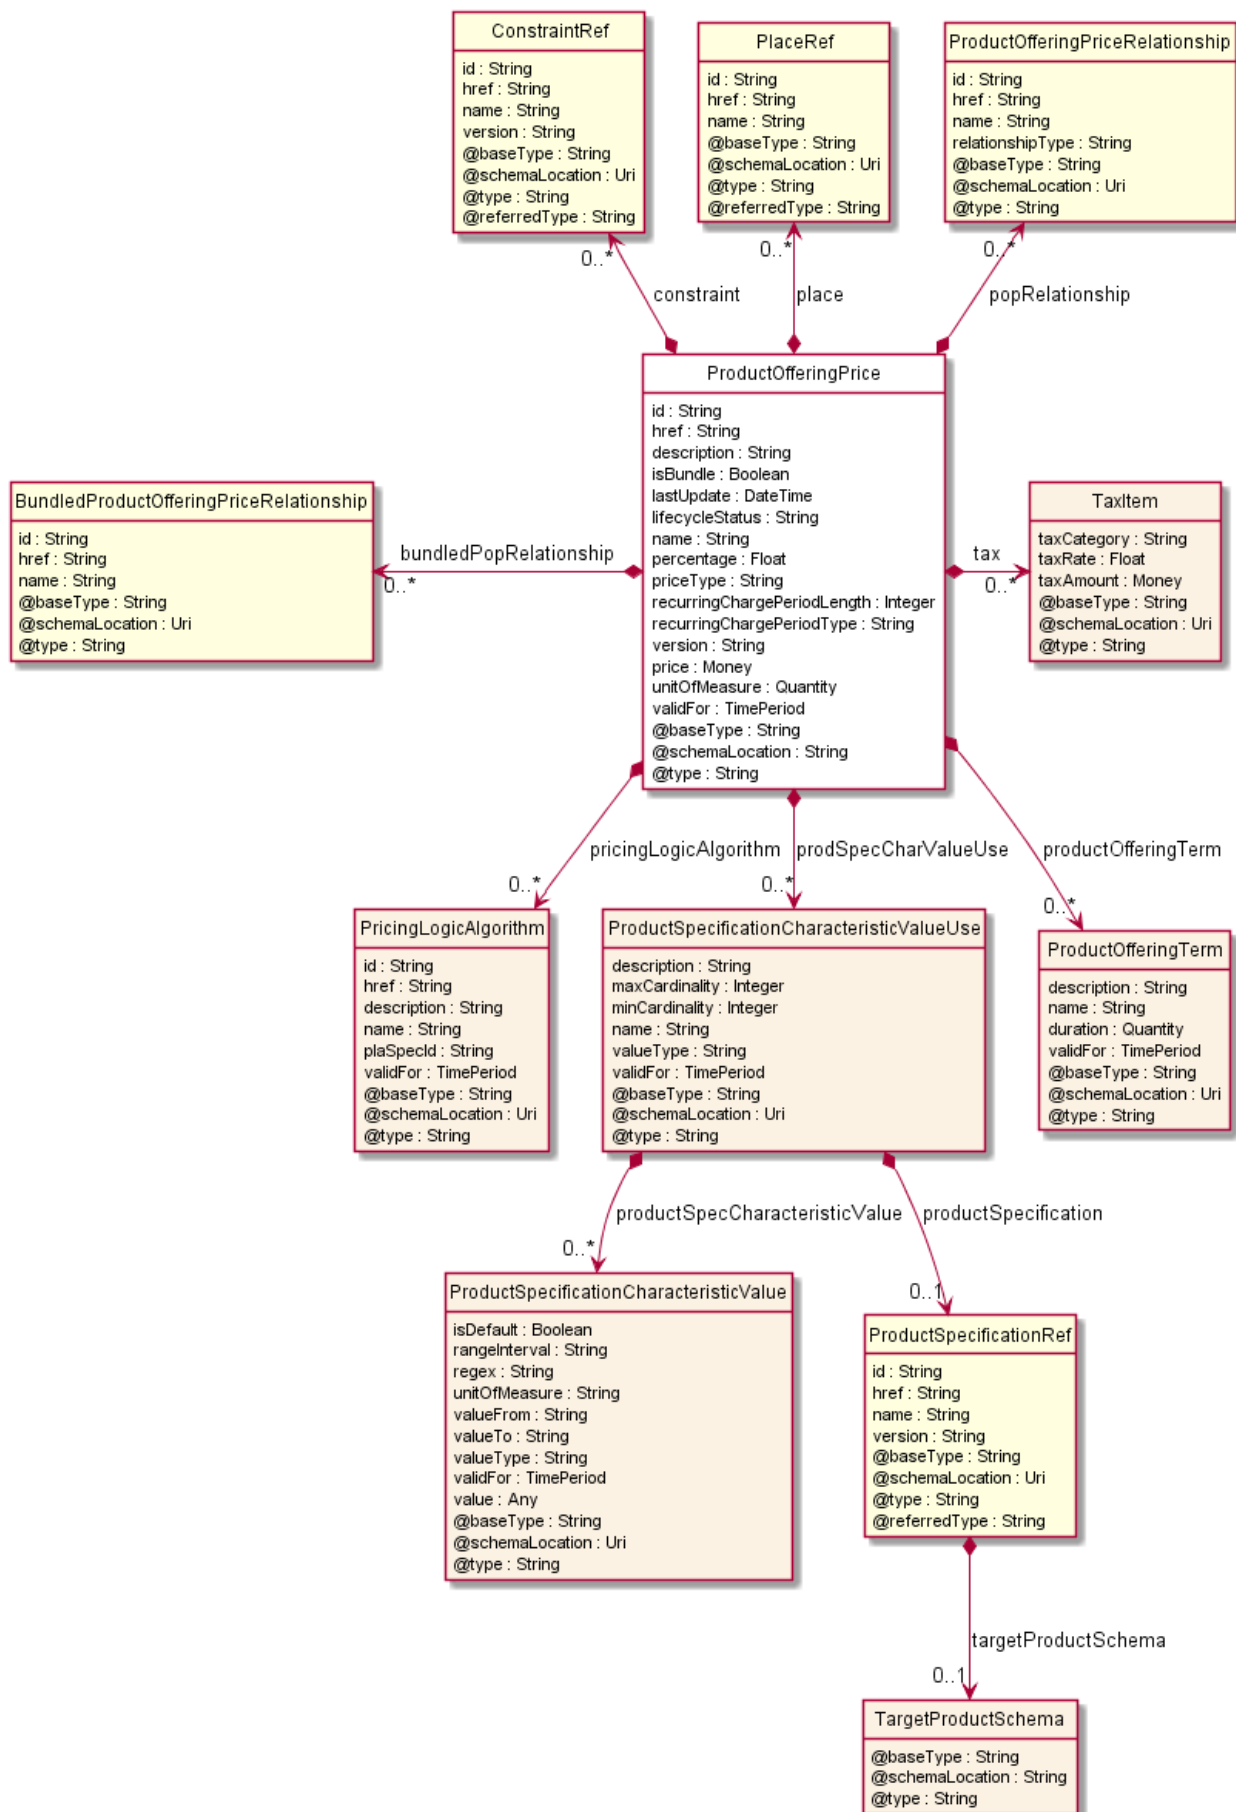 ConstraintRef
id : String
href : String
name : String
version : String
@baseType : String
@schemaLocation : Uri
@type : String
@referredType : String
PlaceRef
id : String
href : String
name : String
@baseType : String
@schemaLocation : Uri
@type : String
@referredType : String
ProductOfferingPriceRelationship
id : String
href : String
name : String
relationshipType : String
@baseType : String
@schemaLocation : Uri
@type : String
0..*
constraint
0..*
place
0..*
popRelationship
ProductOfferingPrice
id : String
href : String
description : String
isBundle : Boolean
lastUpdate : DateTime
lifecycleStatus : String
name : String
percentage : Float
priceType : String
recurringChargePeriodLength : Integer
recurringChargePeriodType : String
version : String
price : Money
unitOfMeasure : Quantity
validFor : TimePeriod
@baseType : String
@schemaLocation : String
@type : String
BundledProductOfferingPriceRelationship
id : String
href : String
name : String
@baseType : String
@schemaLocation : Uri
@type : String
bundledPopRelationship
0..*
tax
0..*
TaxItem
taxCategory : String
taxRate : Float
taxAmount : Money
@baseType : String
@schemaLocation : Uri
@type : String
pricingLogicAlgorithm
0..*
prodSpecCharValueUse
0..*
productOfferingTerm
0..*
PricingLogicAlgorithm
id : String
href : String
description : String
name : String
plaSpecId : String
validFor : TimePeriod
@baseType : String
@schemaLocation : Uri
@type : String
ProductSpecificationCharacteristicValueUse
description : String
maxCardinality : Integer
minCardinality : Integer
name : String
valueType : String
validFor : TimePeriod
@baseType : String
@schemaLocation : Uri
@type : String
ProductOfferingTerm
description : String
name : String
duration : Quantity
validFor : TimePeriod
@baseType : String
@schemaLocation : Uri
@type : String
productSpecCharacteristicValue
0..*
productSpecification
0..1
ProductSpecificationCharacteristicValue
isDefault : Boolean
rangeInterval : String
regex : String
unitOfMeasure : String
valueFrom : String
valueTo : String
valueType : String
validFor : TimePeriod
value : Any
@baseType : String
@schemaLocation : Uri
@type : String
ProductSpecificationRef
id : String
href : String
name : String
version : String
@baseType : String
@schemaLocation : Uri
@type : String
@referredType : String
targetProductSchema
0..1
TargetProductSchema
@baseType : String
@schemaLocation : String
@type : String